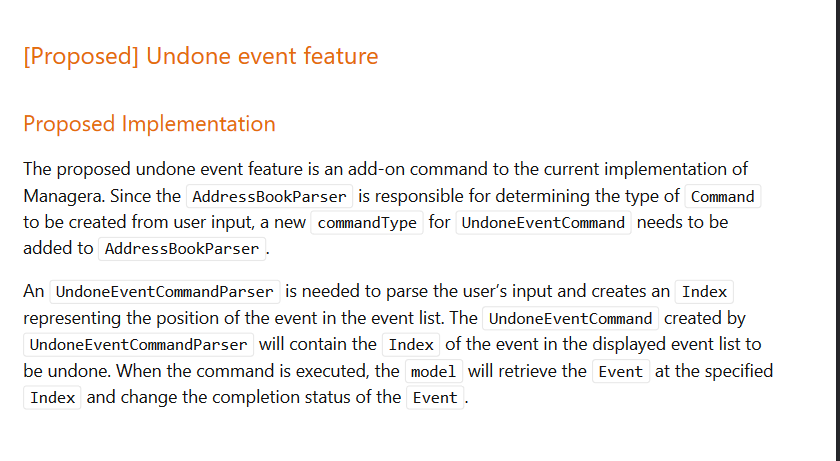 [Proposed] Undone event feature
Proposed Implementation
The proposed undone event feature is an add-on command to the current implementation of
Managera. Since the AddressBookParser is responsible for determining the type of Command
to be created from user input, a new commandType for UndoneEventCommand needs to be
added to AddressBookParser.
An UndoneEventCommandParser is needed to parse the user’s input and creates an Index
representing the position of the event in the event list. The UndoneEventCommand created by
UndoneEventCommandParser will contain the Index of the event in the displayed event list to
be undone. When the command is executed, the model will retrieve the Event at the specified
Index and change the completion status of the Event.